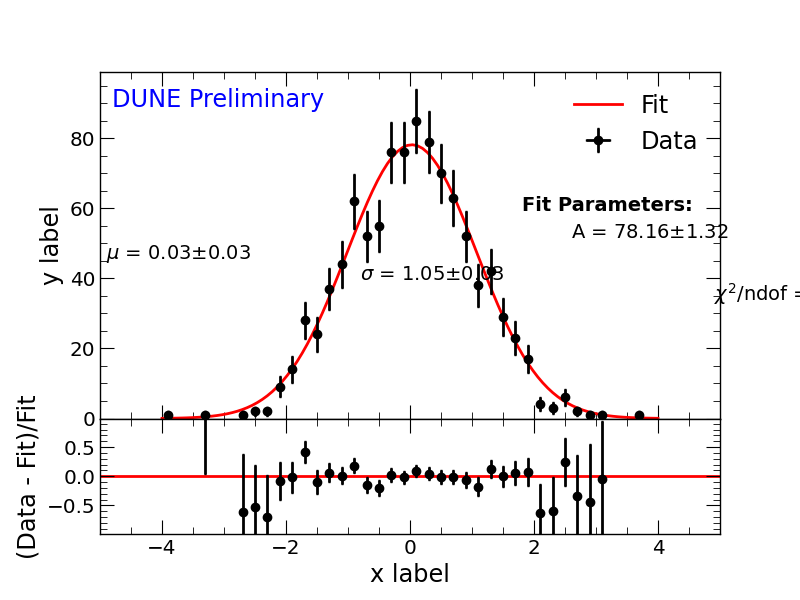 DUNE Preliminary
Fit
Data
Fit Parameters:
A = 78.16±1.32
μ = 0.03±0.03
σ = 1.05±0.03
χ²/ndof =
y label
80
60
40
20
0
(Data - Fit)/Fit
0.5
0.0
−0.5
−4
−2
0
2
4
x label